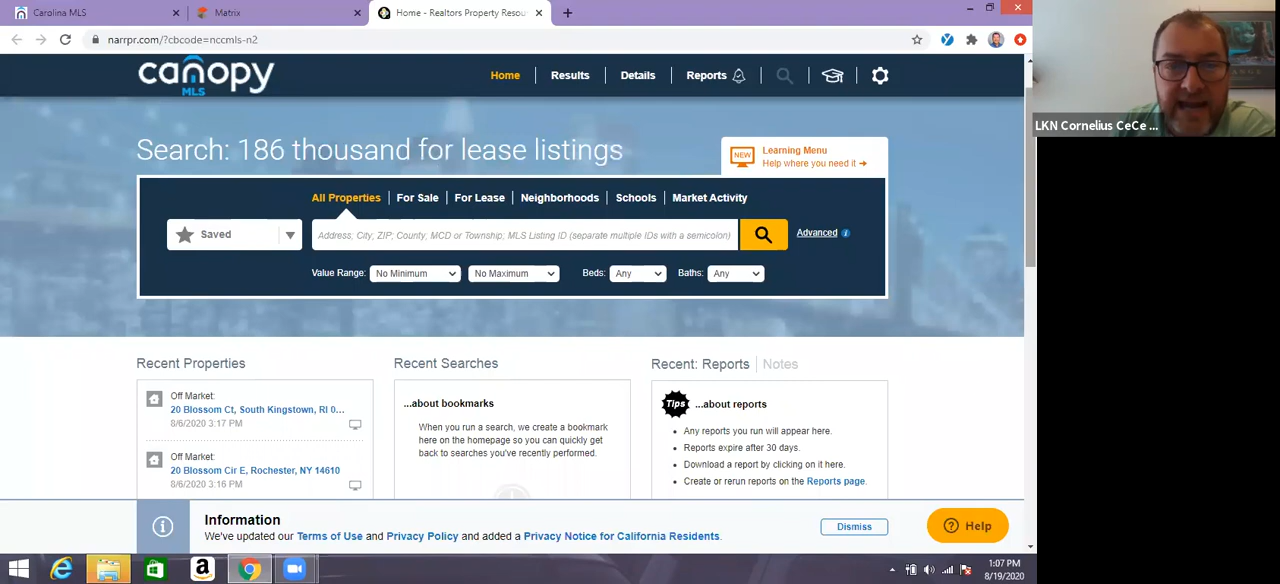 Carolina MLS
Matrix
Home - Realtors Property Resou
narrpr.com/?cbcode=nccmls-n2
canopy
MLS
Home
Results
Details
Reports
LKN Cornelius CeCe ...
Search: 186 thousand for lease listings
NEW
Learning Menu
Help where you need it
All Properties
For Sale
For Lease
Neighborhoods
Schools
Market Activity
Saved
Address; City; ZIP; County; MCD or Township; MLS Listing ID (separate multiple IDs with a semicolon)
Advanced
Value Range:
No Minimum
No Maximum
Beds:
Any
Baths:
Any
Recent Properties
Off Market:
20 Blossom Ct, South Kingstown, RI 0...
8/6/2020 3:17 PM
Off Market:
20 Blossom Cir E, Rochester, NY 14610
8/6/2020 3:16 PM
Recent Searches
...about bookmarks
When you run a search, we create a bookmark
here on the homepage so you can quickly get
back to searches you've recently performed.
Recent: Reports
Notes
Tips
...about reports
Any reports you run will appear here.
Reports expire after 30 days.
Download a report by clicking on it here.
Create or rerun reports on the Reports page.
Information
We've updated our Terms of Use and Privacy Policy and added a Privacy Notice for California Residents.
Dismiss
Help
1:07 PM
8/19/2020